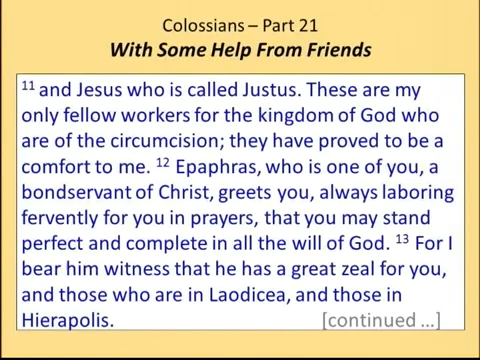 Colossians – Part 21
With Some Help From Friends
11 and Jesus who is called Justus. These are my
only fellow workers for the kingdom of God who
are of the circumcision; they have proved to be a
comfort to me. 12 Epaphras, who is one of you, a
bondservant of Christ, greets you, always laboring
fervently for you in prayers, that you may stand
perfect and complete in all the will of God. 13 For I
bear him witness that he has a great zeal for you,
and those who are in Laodicea, and those in
Hierapolis. [continued ...]